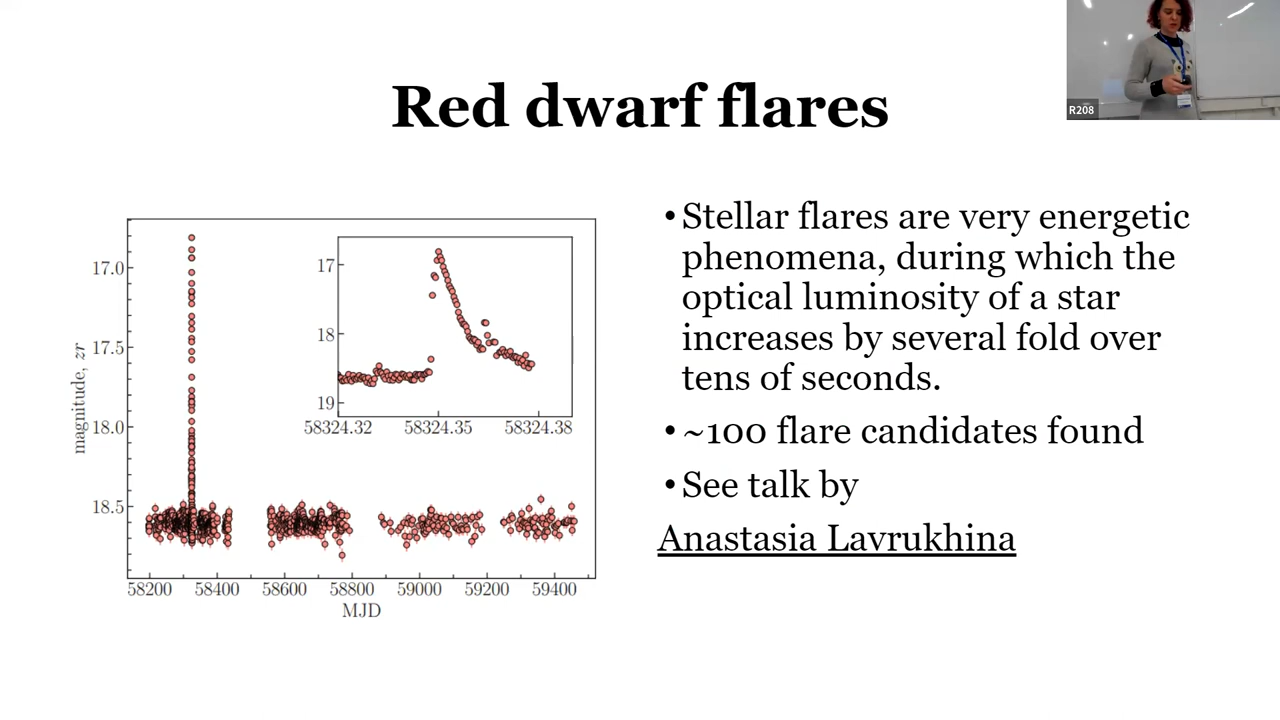 R208
Red dwarf flares
17.0
17.5
18.0
18.5
magnitude, zr
58200 58400 58600 58800 59000 59200 59400
MJD
17
18
19
58324.32 58324.35 58324.38
•Stellar flares are very energetic
phenomena, during which the
optical luminosity of a star
increases by several fold over
tens of seconds.
•~100 flare candidates found
•See talk by
Anastasia Lavrukhina